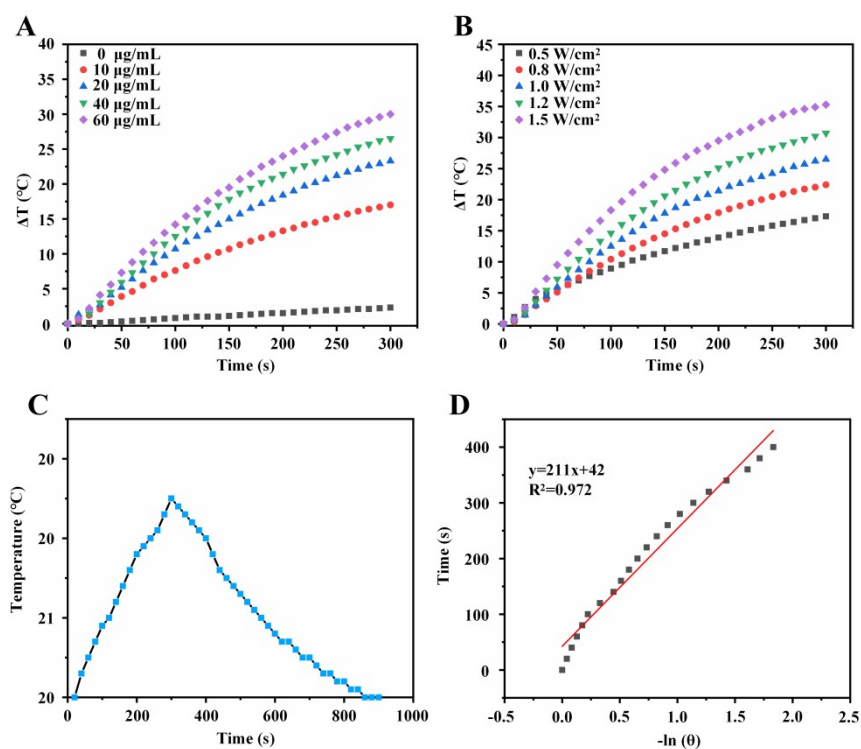 A
40
35
30
25
20
15
10
5
0
ΔT (°C)
0 μg/mL
10 μg/mL
20 μg/mL
40 μg/mL
60 μg/mL
0 50 100 150 200 250 300
Time (s)
B
45
40
35
30
25
20
15
10
5
0
ΔT (°C)
0.5 W/cm²
0.8 W/cm²
1.0 W/cm²
1.2 W/cm²
1.5 W/cm²
0 50 100 150 200 250 300
Time (s)
C
20
20
21
20
Temperature (°C)
0 200 400 600 800 1000
Time (s)
D
400
300
200
100
0
Time (s)
y=211x+42
R²=0.972
-0.5 0.0 0.5 1.0 1.5 2.0 2.5
-ln (θ)